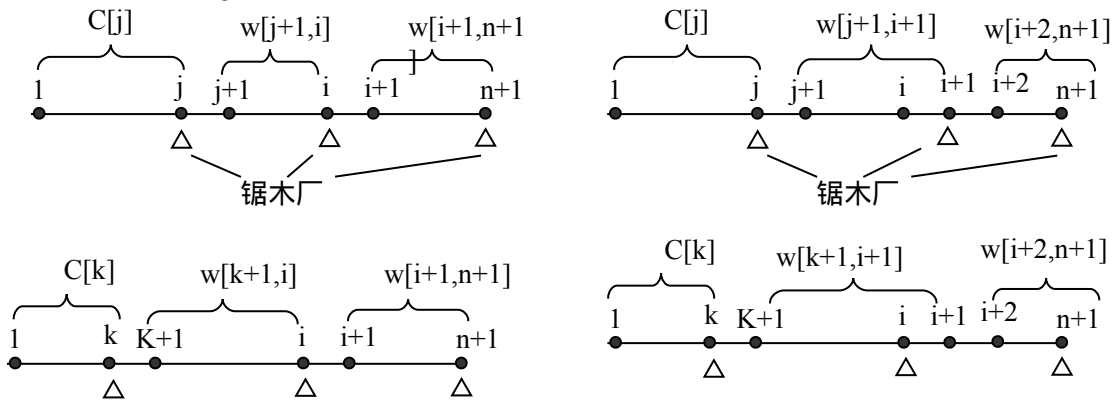 C[j] w[j+1,i] w[i+1,n+1
]
1 j j+1 i i+1 n+1
锯木厂
C[j] w[j+1,i+1] w[i+2,n+1]
1 j j+1 i i+1 i+2 n+1
锯木厂
C[k] w[k+1,i] w[i+1,n+1]
1 k K+1 i i+1 n+1
C[k] w[k+1,i+1] w[i+2,n+1]
1 k K+1 i i+1 i+2 n+1